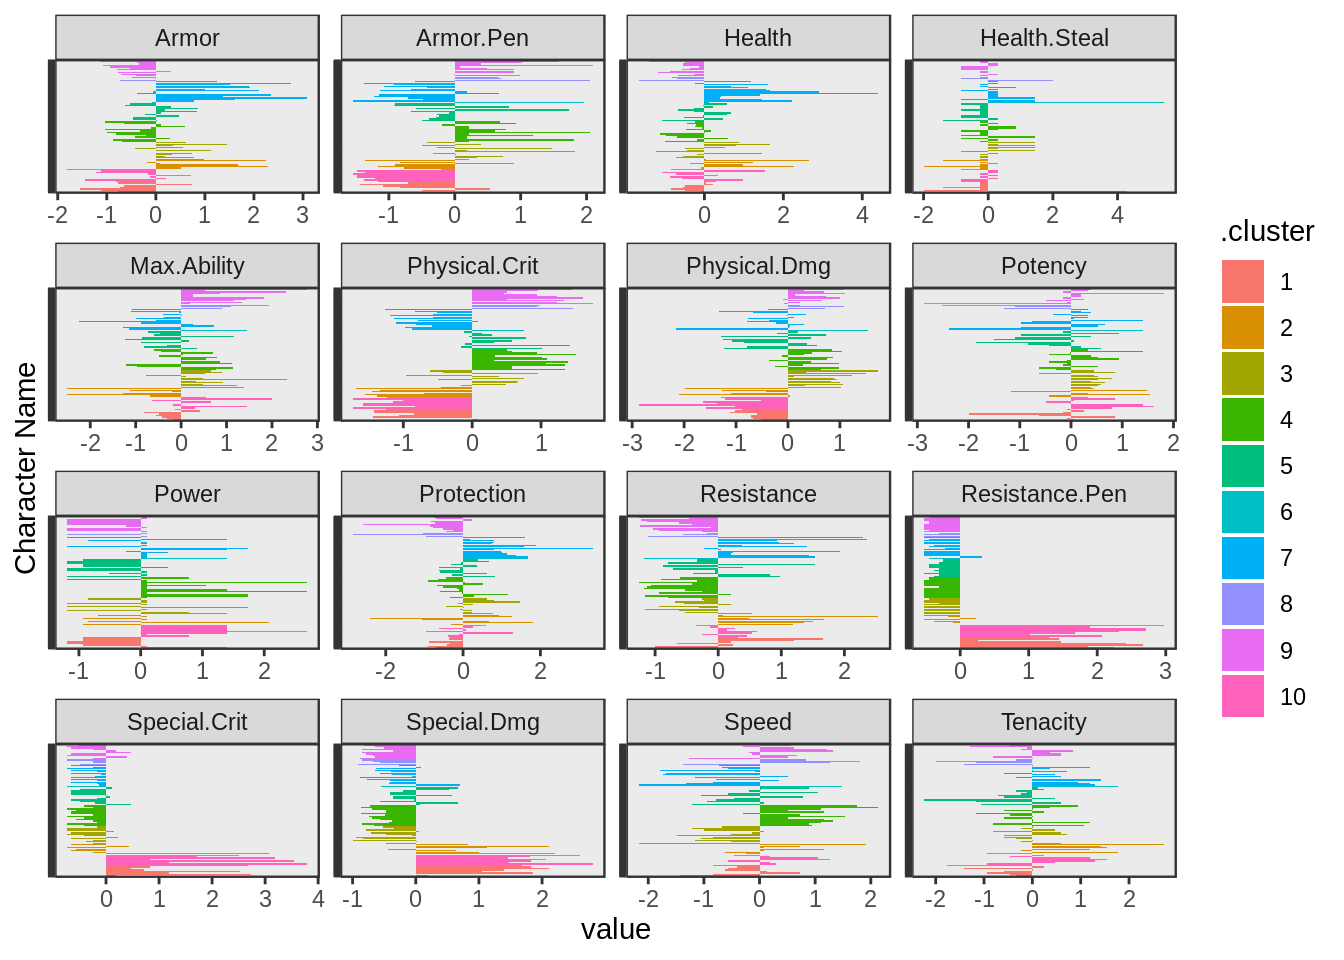 Armor Armor.Pen Health Health.Steal
-2 -1 0 1 2 3 -1 0 1 2 0 2 4 -2 0 2 4
Max.Ability Physical.Crit Physical.Dmg Potency
-2 -1 0 1 2 3 -1 0 1 -3 -2 -1 0 1 -3 -2 -1 0 1 2
Power Protection Resistance Resistance.Pen
-1 0 1 2 -2 0 2 -1 0 1 2 0 1 2 3
Special.Crit Special.Dmg Speed Tenacity
0 1 2 3 4 -1 0 1 2 -2 -1 0 1 2 -2 -1 0 1 2
value
Character Name
.cluster
1
2
3
4
5
6
7
8
9
10